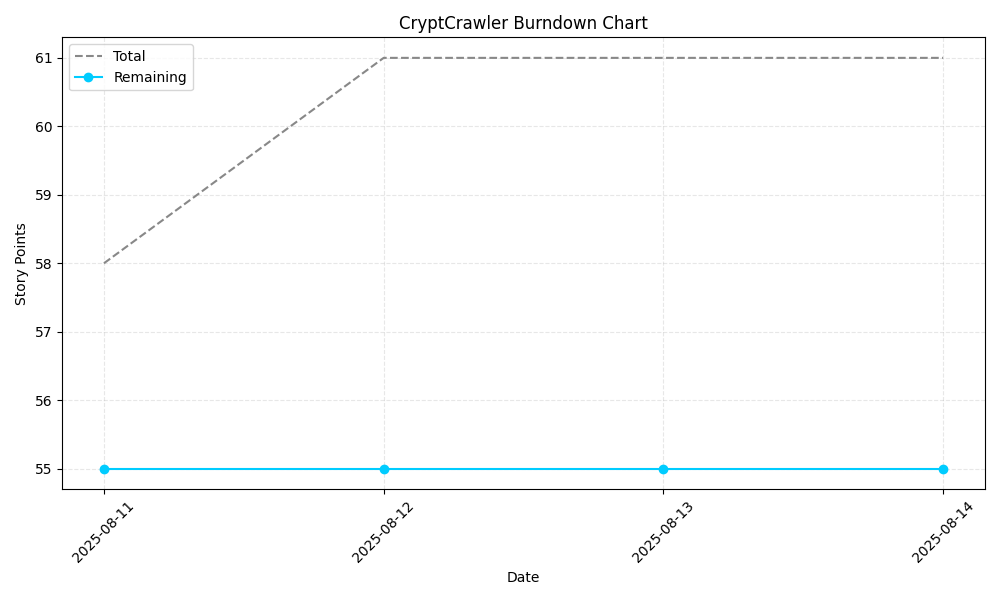 CryptCrawler Burndown Chart
Total
Remaining
61
60
59
58
57
56
55
Story Points
2025-08-11
2025-08-12
2025-08-13
2025-08-14
Date